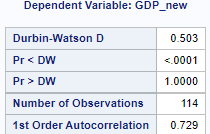 Dependent Variable: GDP_new
Durbin-Watson D 0.503
Pr < DW <.0001
Pr > DW 1.0000
Number of Observations 114
1st Order Autocorrelation 0.729